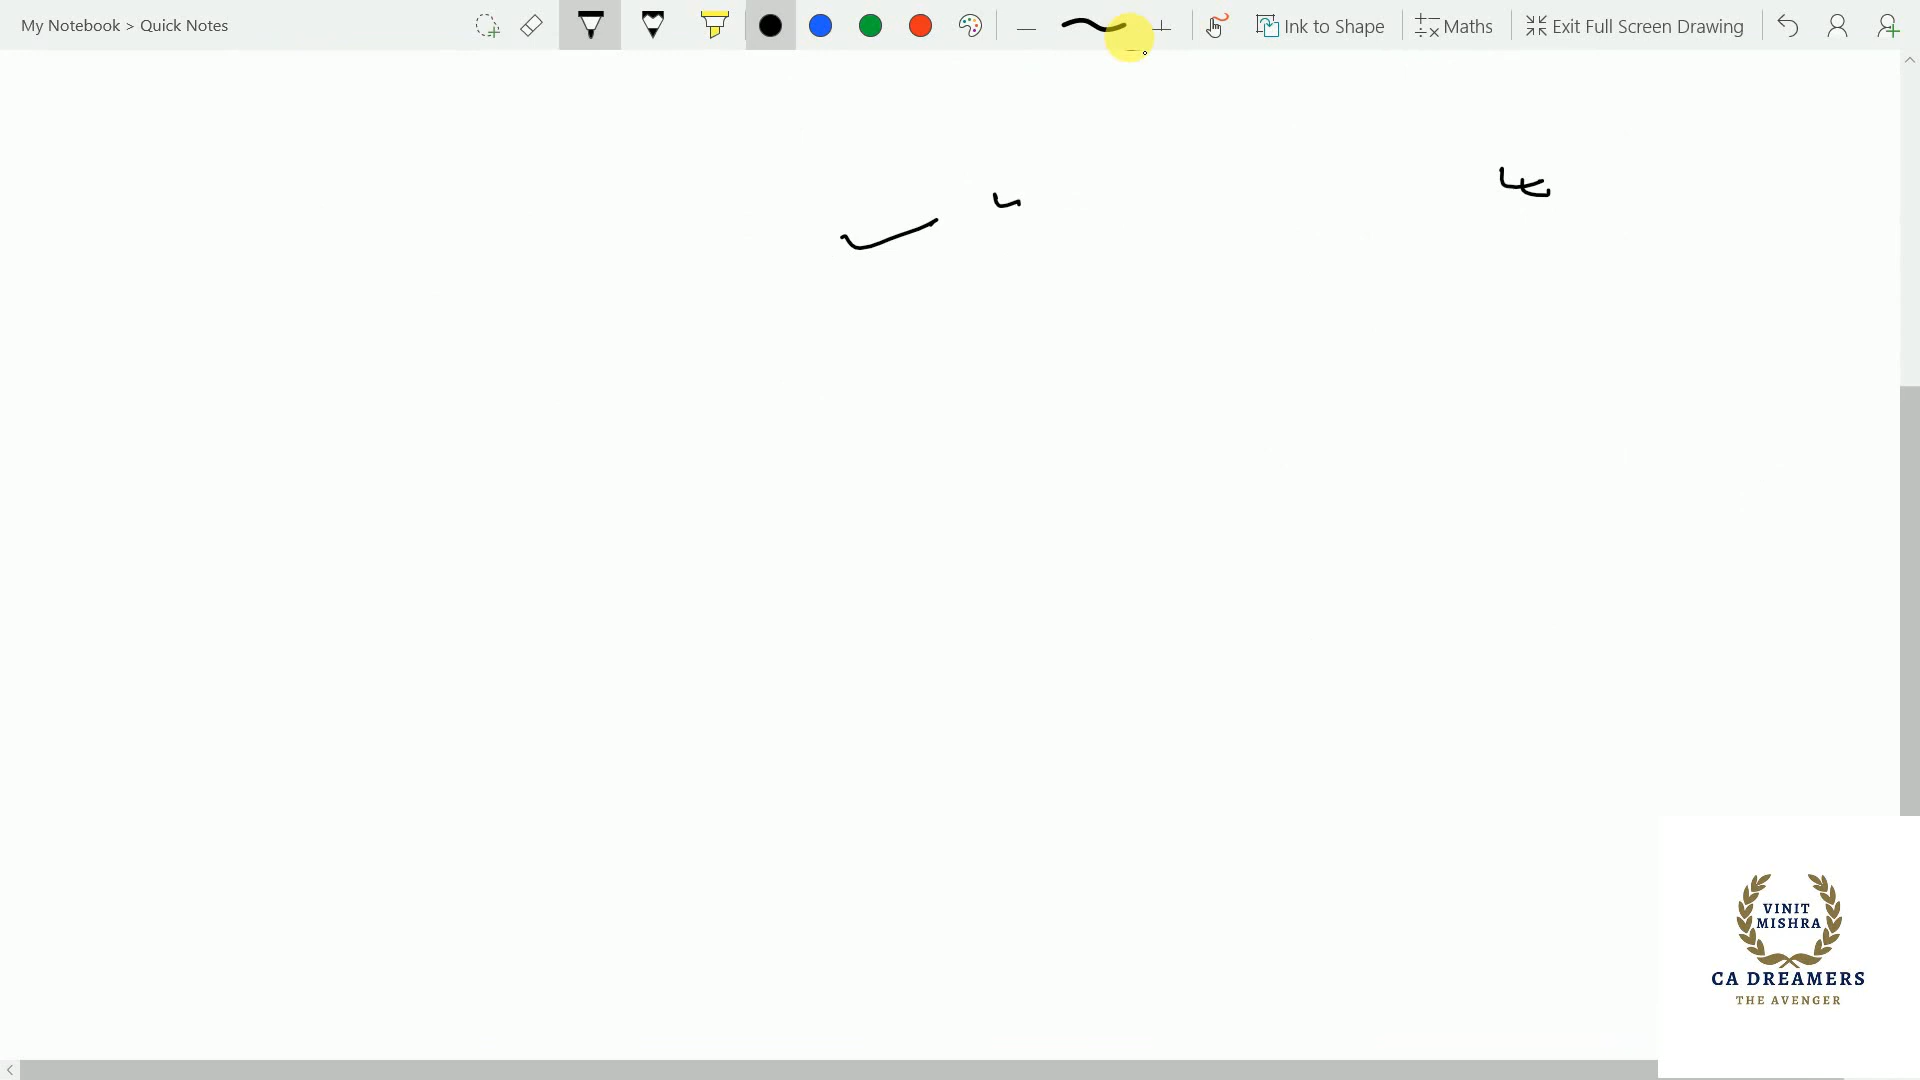 My Notebook > Quick Notes
Ink to Shape
Maths
Exit Full Screen Drawing
VINIT
MISHRA
CA DREAMERS
THE AVENGER